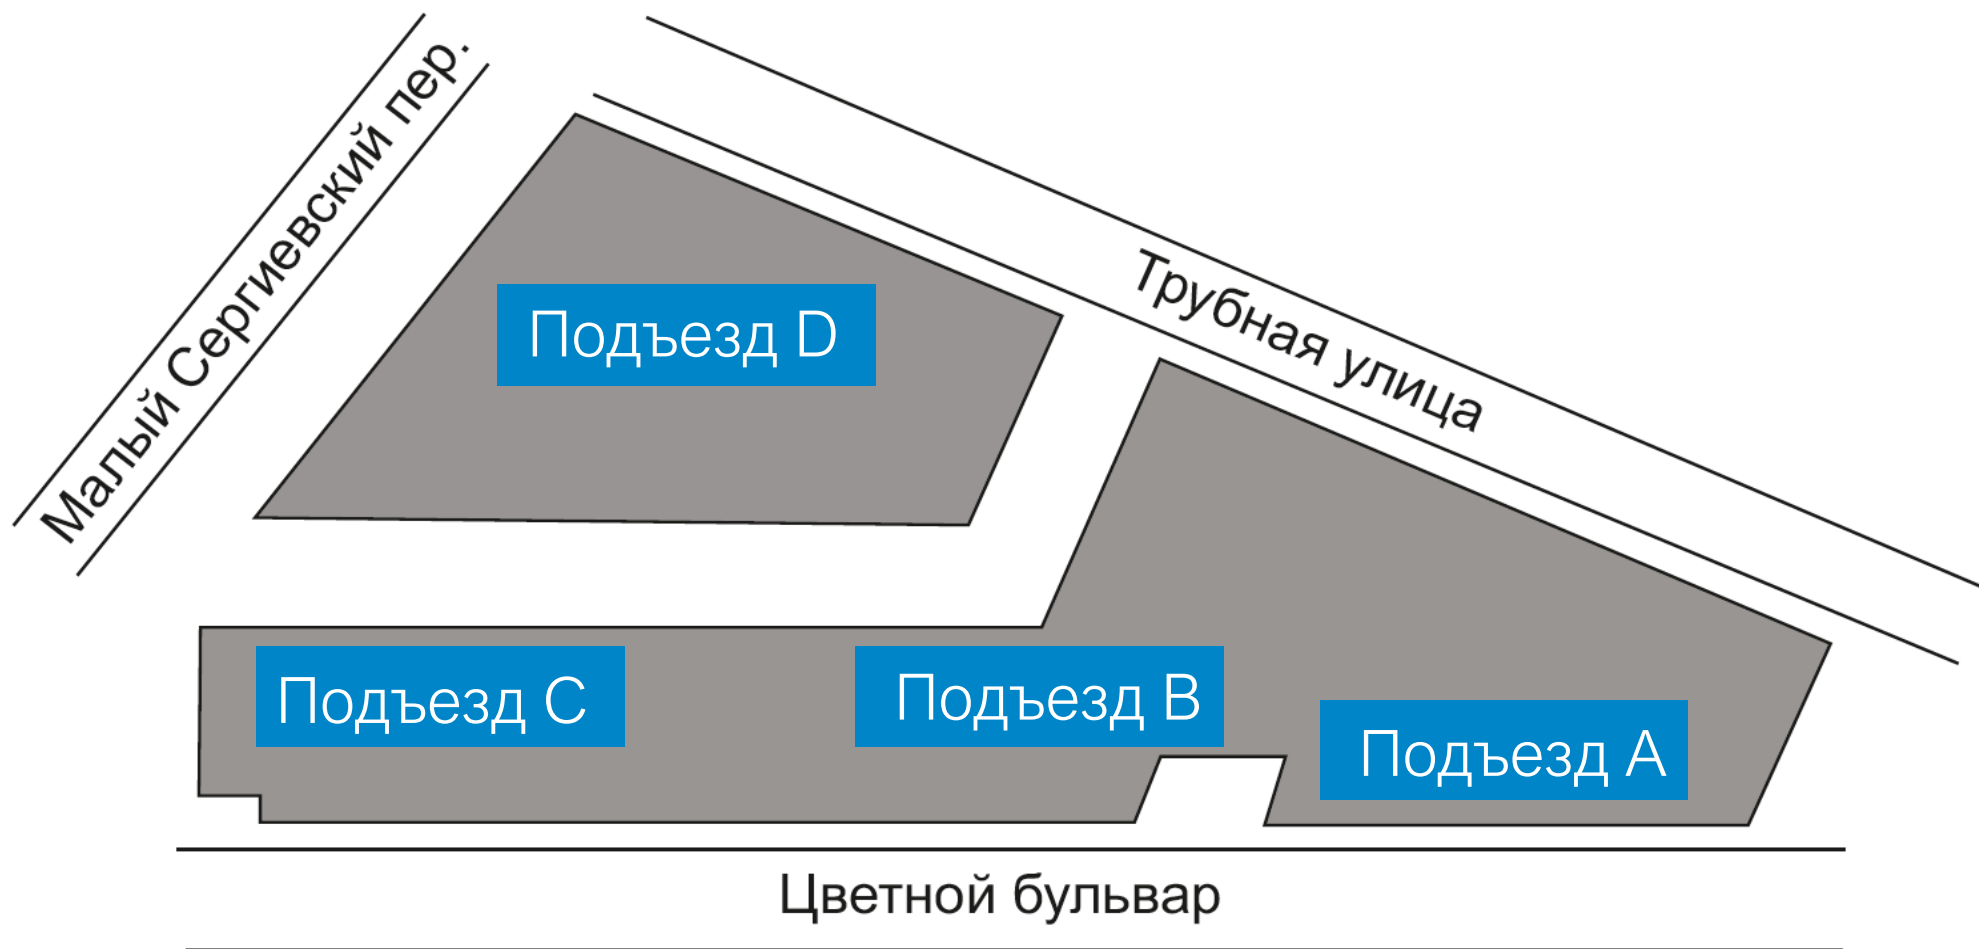 Малый Сергиевский пер.
Трубная улица
Подъезд D
Подъезд C
Подъезд B
Подъезд A
Цветной бульвар